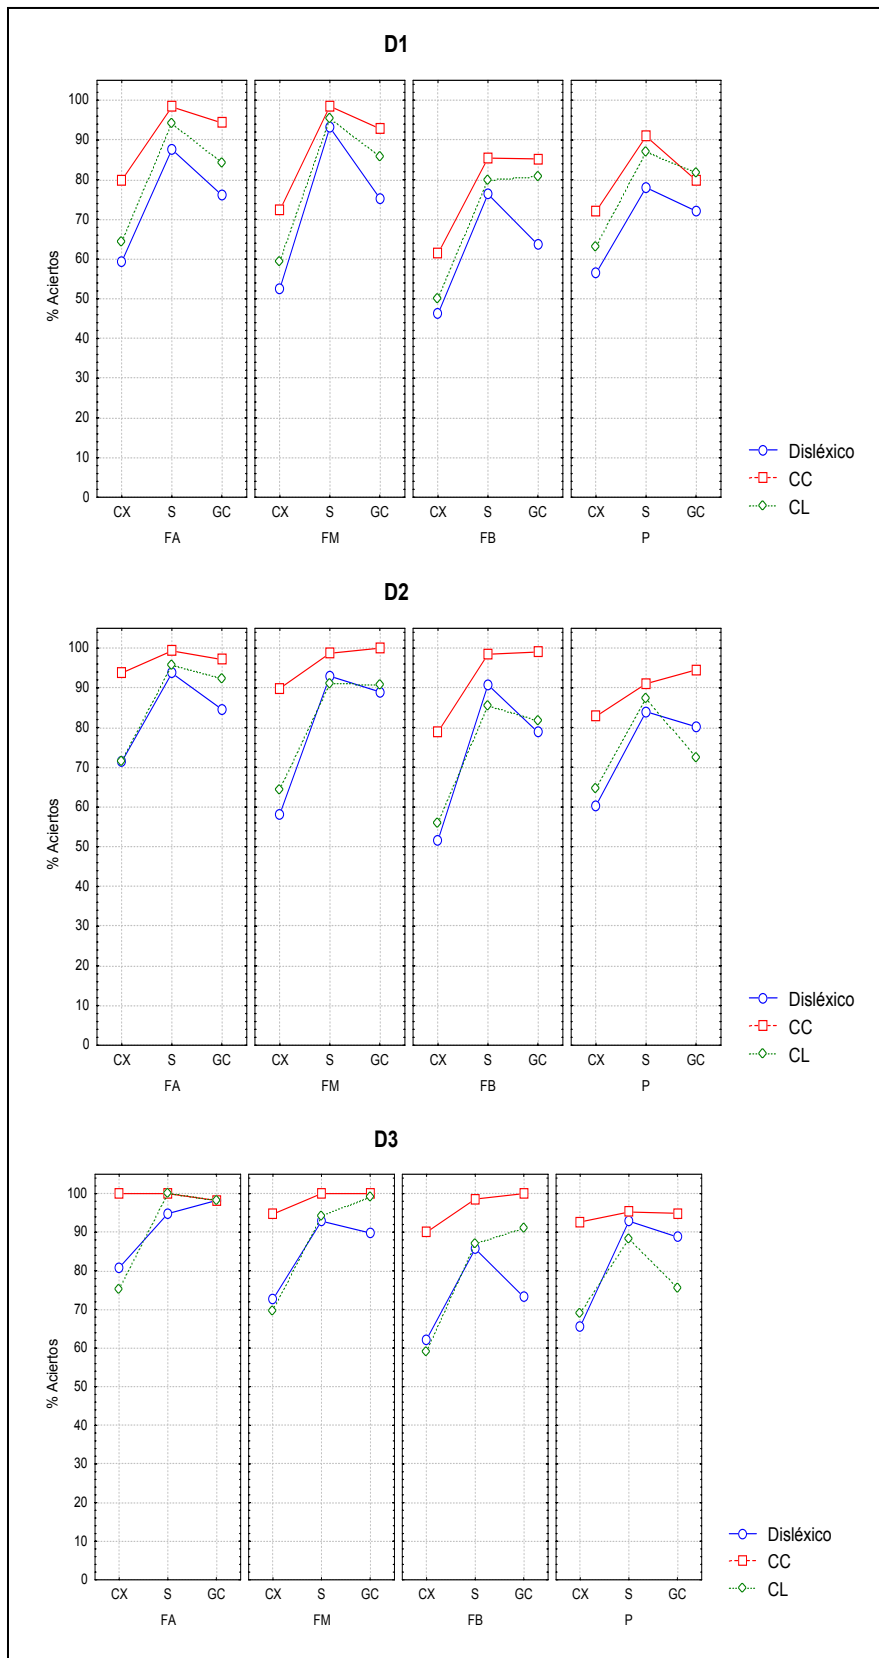 D1
% Aciertos
100
90
80
70
60
50
40
30
20
10
0
CX S GC CX S GC CX S GC CX S GC
FA FM FB P
Disléxico
CC
CL
D2
% Aciertos
100
90
80
70
60
50
40
30
20
10
0
CX S GC CX S GC CX S GC CX S GC
FA FM FB P
Disléxico
CC
CL
D3
% Aciertos
100
90
80
70
60
50
40
30
20
10
0
CX S GC CX S GC CX S GC CX S GC
FA FM FB P
Disléxico
CC
CL